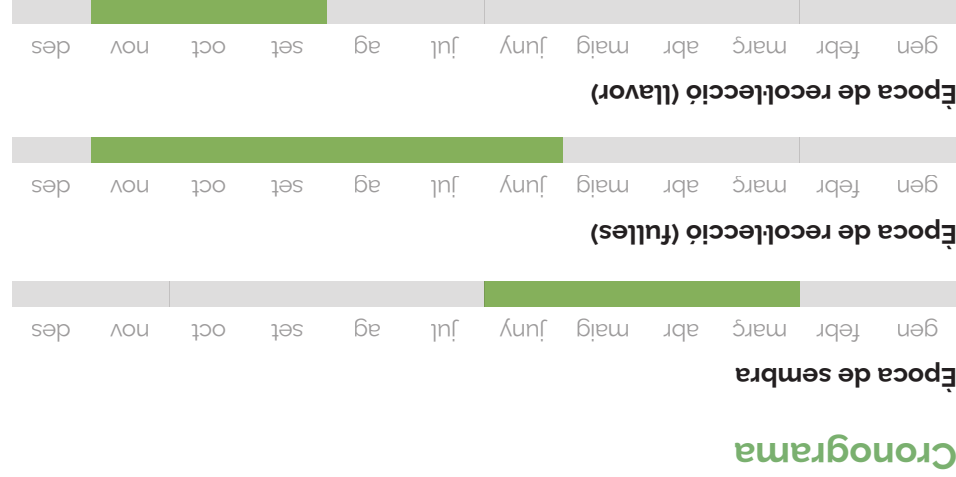 Cronograma
Època de sembra
gen febr març abr maig juny jul ag set oct nov des
Època de recol·lecció (fulles)
gen febr març abr maig juny jul ag set oct nov des
Època de recol·lecció (llavor)
gen febr març abr maig juny jul ag set oct nov des